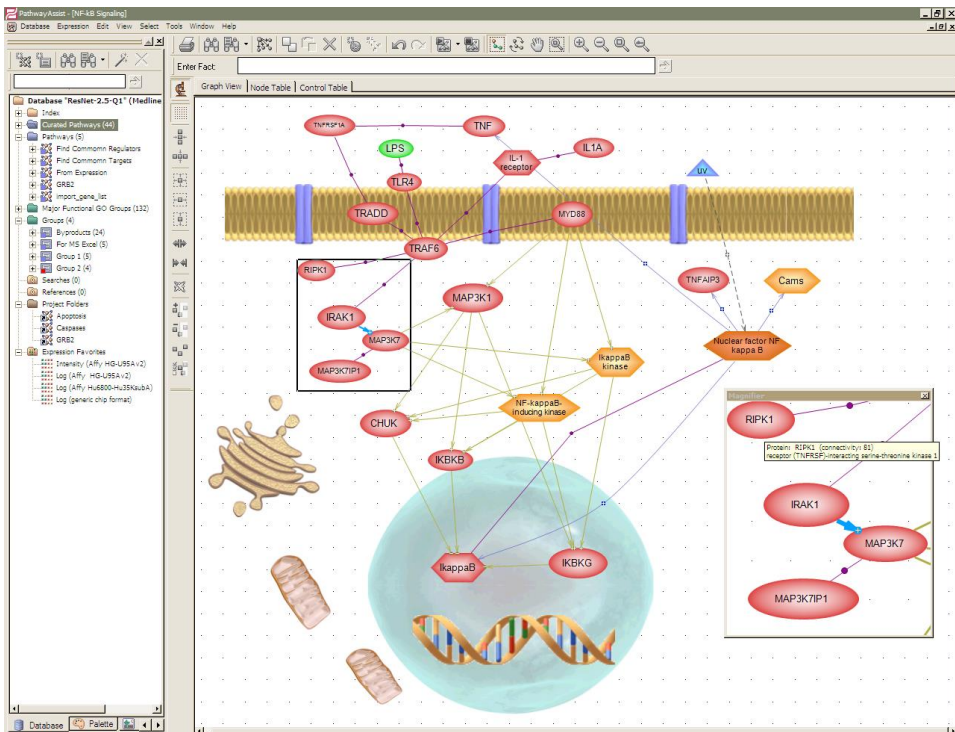 PathwayAssist - [NF-kB Signaling]
Database Expression Edit View Select Tools Window Help
Enter Fact:
Graph View Node Table Control Table
Database "ResNet-2.5-Q1" (Medline
Index
Curated Pathways (44)
Pathways (5)
Find Commomn Regulators
Find Commomn Targets
From Expression
GRB2
import_gene_list
Major Functional GO Groups (132)
Groups (4)
Byproducts (24)
For MS Excel (5)
Group 1 (5)
Group 2 (4)
Searches (0)
References (0)
Project Folders
Apoptosis
Caspases
GRB2
Expression Favorites
Intensity (Affy HG-U95Av2)
Log (Affy HG-U95Av2)
Log (Affy Hu6800-Hu35KsubA)
Log (generic chip format)
Database Palette
TNFRSF1A
TNF
LPS
IL-1
receptor
IL1A
TLR4
uv
TRADD
MYD88
TRAF6
RIPK1
TNFAIP3
Cams
MAP3K1
IRAK1
MAP3K7
Nuclear factor NF
kappa B
IkappaB
kinase
MAP3K7IP1
NF-kappaB-
inducing kinase
CHUK
IKBKB
IkappaB
IKBKG
Magnifier
RIPK1
Protein: RIPK1 (connectivity: 81)
receptor (TNFRSF)-interacting serine-threonine kinase 1
IRAK1
MAP3K7
MAP3K7IP1